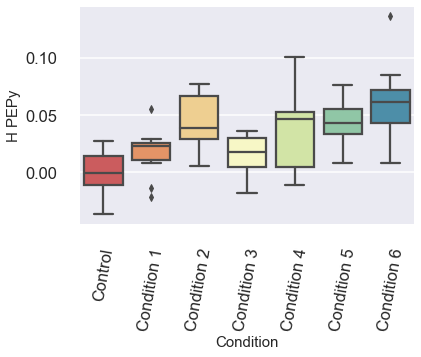 H PEPy
0.10
0.05
0.00
Control
Condition 1
Condition 2
Condition 3
Condition 4
Condition 5
Condition 6
Condition